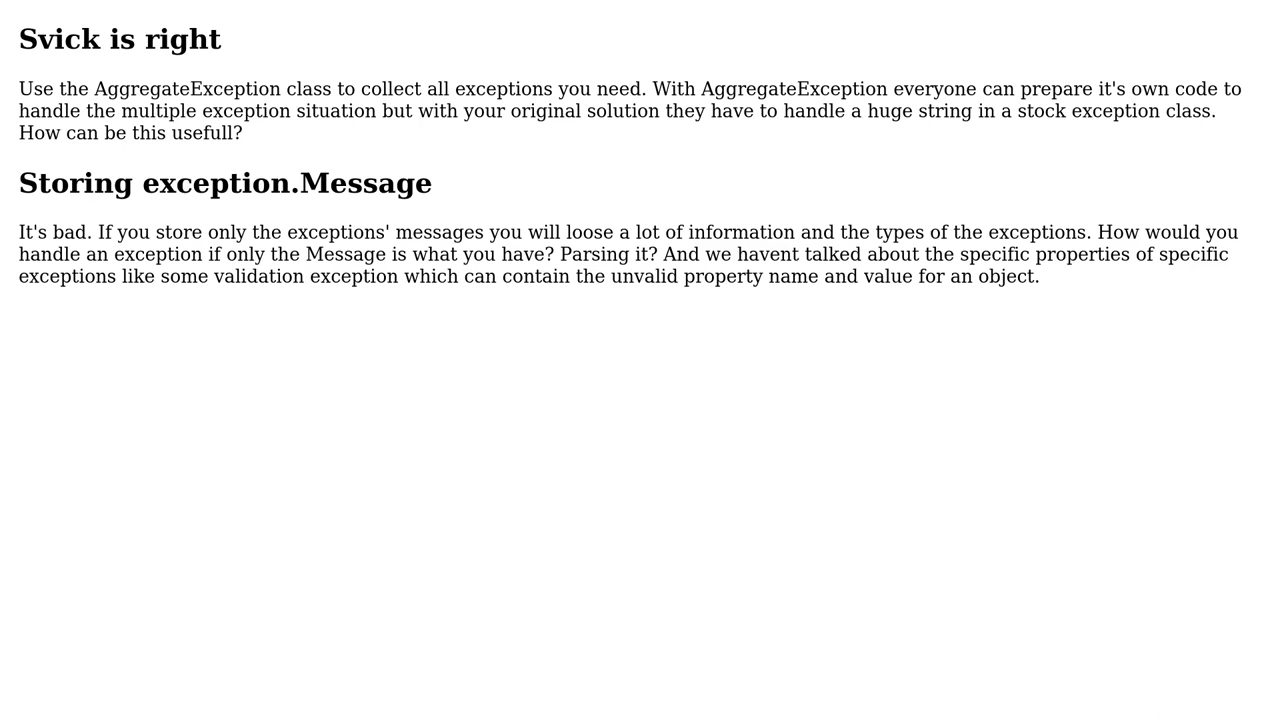 Svick is right
Use the AggregateException class to collect all exceptions you need. With AggregateException everyone can prepare it's own code to
handle the multiple exception situation but with your original solution they have to handle a huge string in a stock exception class.
How can be this usefull?
Storing exception.Message
It's bad. If you store only the exceptions' messages you will loose a lot of information and the types of the exceptions. How would you
handle an exception if only the Message is what you have? Parsing it? And we havent talked about the specific properties of specific
exceptions like some validation exception which can contain the unvalid property name and value for an object.